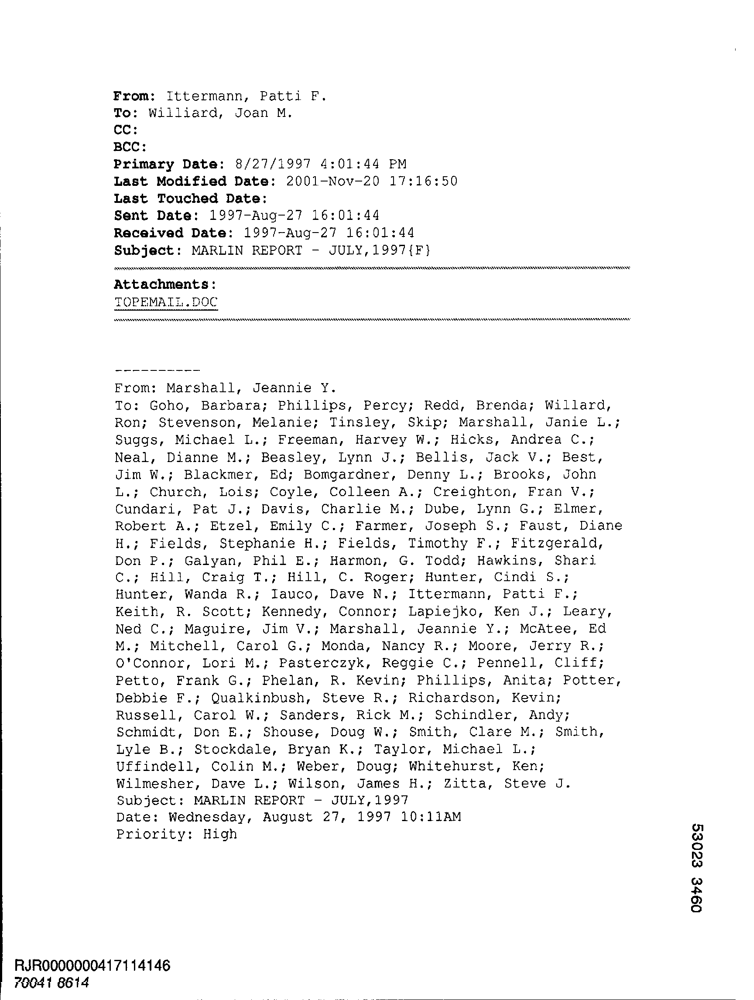 From: Ittermann, Patti F.
To: Williard, Joan M.
CC:
BCC:
Primary Date: 8/27/1997 4:01:44 PM
Last Modified Date: 2001-Nov-20 17:16:50
Last Touched Date:
Sent Date: 1997-Aug-27 16:01:44
Received Date: 1997-Aug-27 16:01:44
Subject: MARLIN REPORT - JULY,1997{F}
Attachments:
TOPEMAIL.DOC
----------
From: Marshall, Jeannie Y.
To: Goho, Barbara; Phillips, Percy; Redd, Brenda; Willard,
Ron; Stevenson, Melanie; Tinsley, Skip; Marshall, Janie L.;
Suggs, Michael L.; Freeman, Harvey W.; Hicks, Andrea C.;
Neal, Dianne M.; Beasley, Lynn J.; Bellis, Jack V.; Best,
Jim W.; Blackmer, Ed; Bomgardner, Denny L.; Brooks, John
L.; Church, Lois; Coyle, Colleen A.; Creighton, Fran V.;
Cundari, Pat J.; Davis, Charlie M.; Dube, Lynn G.; Elmer,
Robert A.; Etzel, Emily C.; Farmer, Joseph S.; Faust, Diane
H.; Fields, Stephanie H.; Fields, Timothy F.; Fitzgerald,
Don P.; Galyan, Phil E.; Harmon, G. Todd; Hawkins, Shari
C.; Hill, Craig T.; Hill, C. Roger; Hunter, Cindi S.;
Hunter, Wanda R.; Iauco, Dave N.; Ittermann, Patti F.;
Keith, R. Scott; Kennedy, Connor; Lapiejko, Ken J.; Leary,
Ned C.; Maguire, Jim V.; Marshall, Jeannie Y.; McAtee, Ed
M.; Mitchell, Carol G.; Monda, Nancy R.; Moore, Jerry R.;
O'Connor, Lori M.; Pasterczyk, Reggie C.; Pennell, Cliff;
Petto, Frank G.; Phelan, R. Kevin; Phillips, Anita; Potter,
Debbie F.; Qualkinbush, Steve R.; Richardson, Kevin;
Russell, Carol W.; Sanders, Rick M.; Schindler, Andy;
Schmidt, Don E.; Shouse, Doug W.; Smith, Clare M.; Smith,
Lyle B.; Stockdale, Bryan K.; Taylor, Michael L.;
Uffindell, Colin M.; Weber, Doug; Whitehurst, Ken;
Wilmesher, Dave L.; Wilson, James H.; Zitta, Steve J.
Subject: MARLIN REPORT - JULY,1997
Date: Wednesday, August 27, 1997 10:11AM
Priority: High
53023 3460
RJR0000000417114146
70041 8614